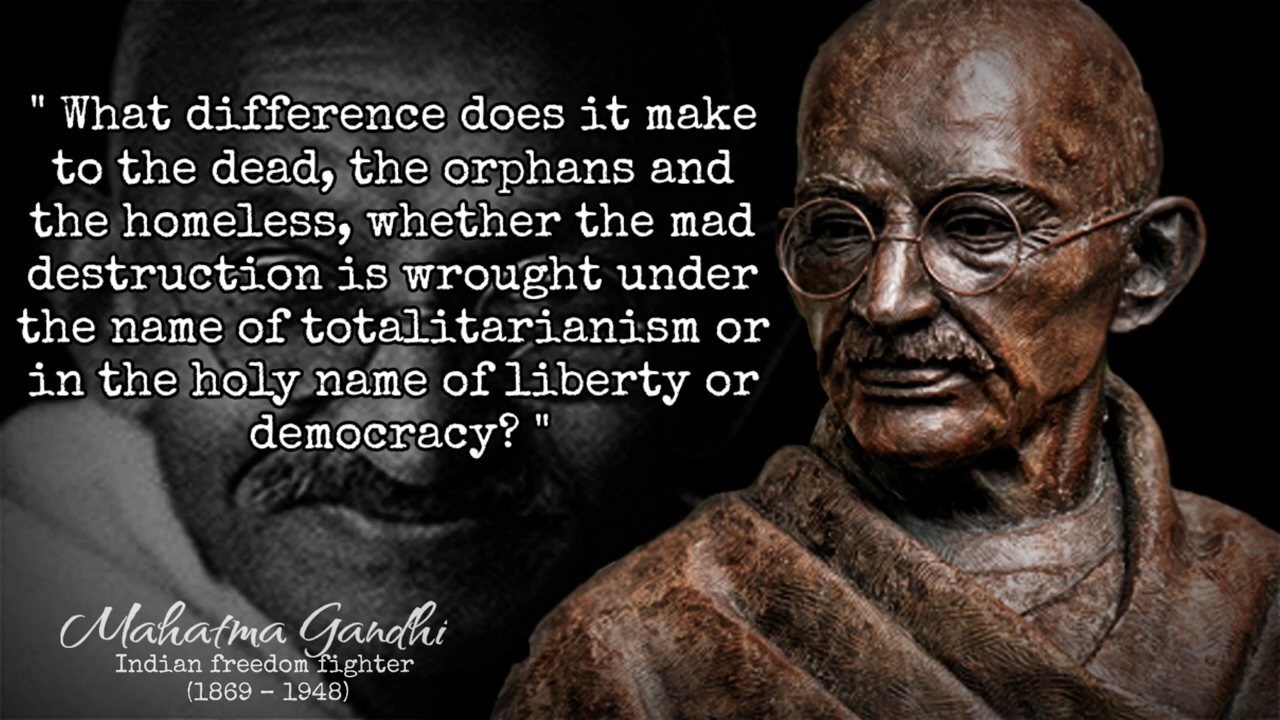 " What difference does it make
to the dead, the orphans and
the homeless, whether the mad
destruction is wrought under
the name of totalitarianism or
in the holy name of liberty or
democracy? "
Mahatma Gandhi
Indian freedom fighter
(1869 – 1948)